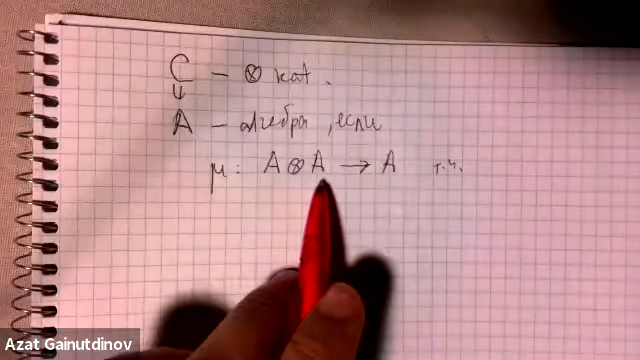 C – ⊗ кат.
A – алгебра, если
μ : A ⊗ A → A т.ч.
Azat Gainutdinov